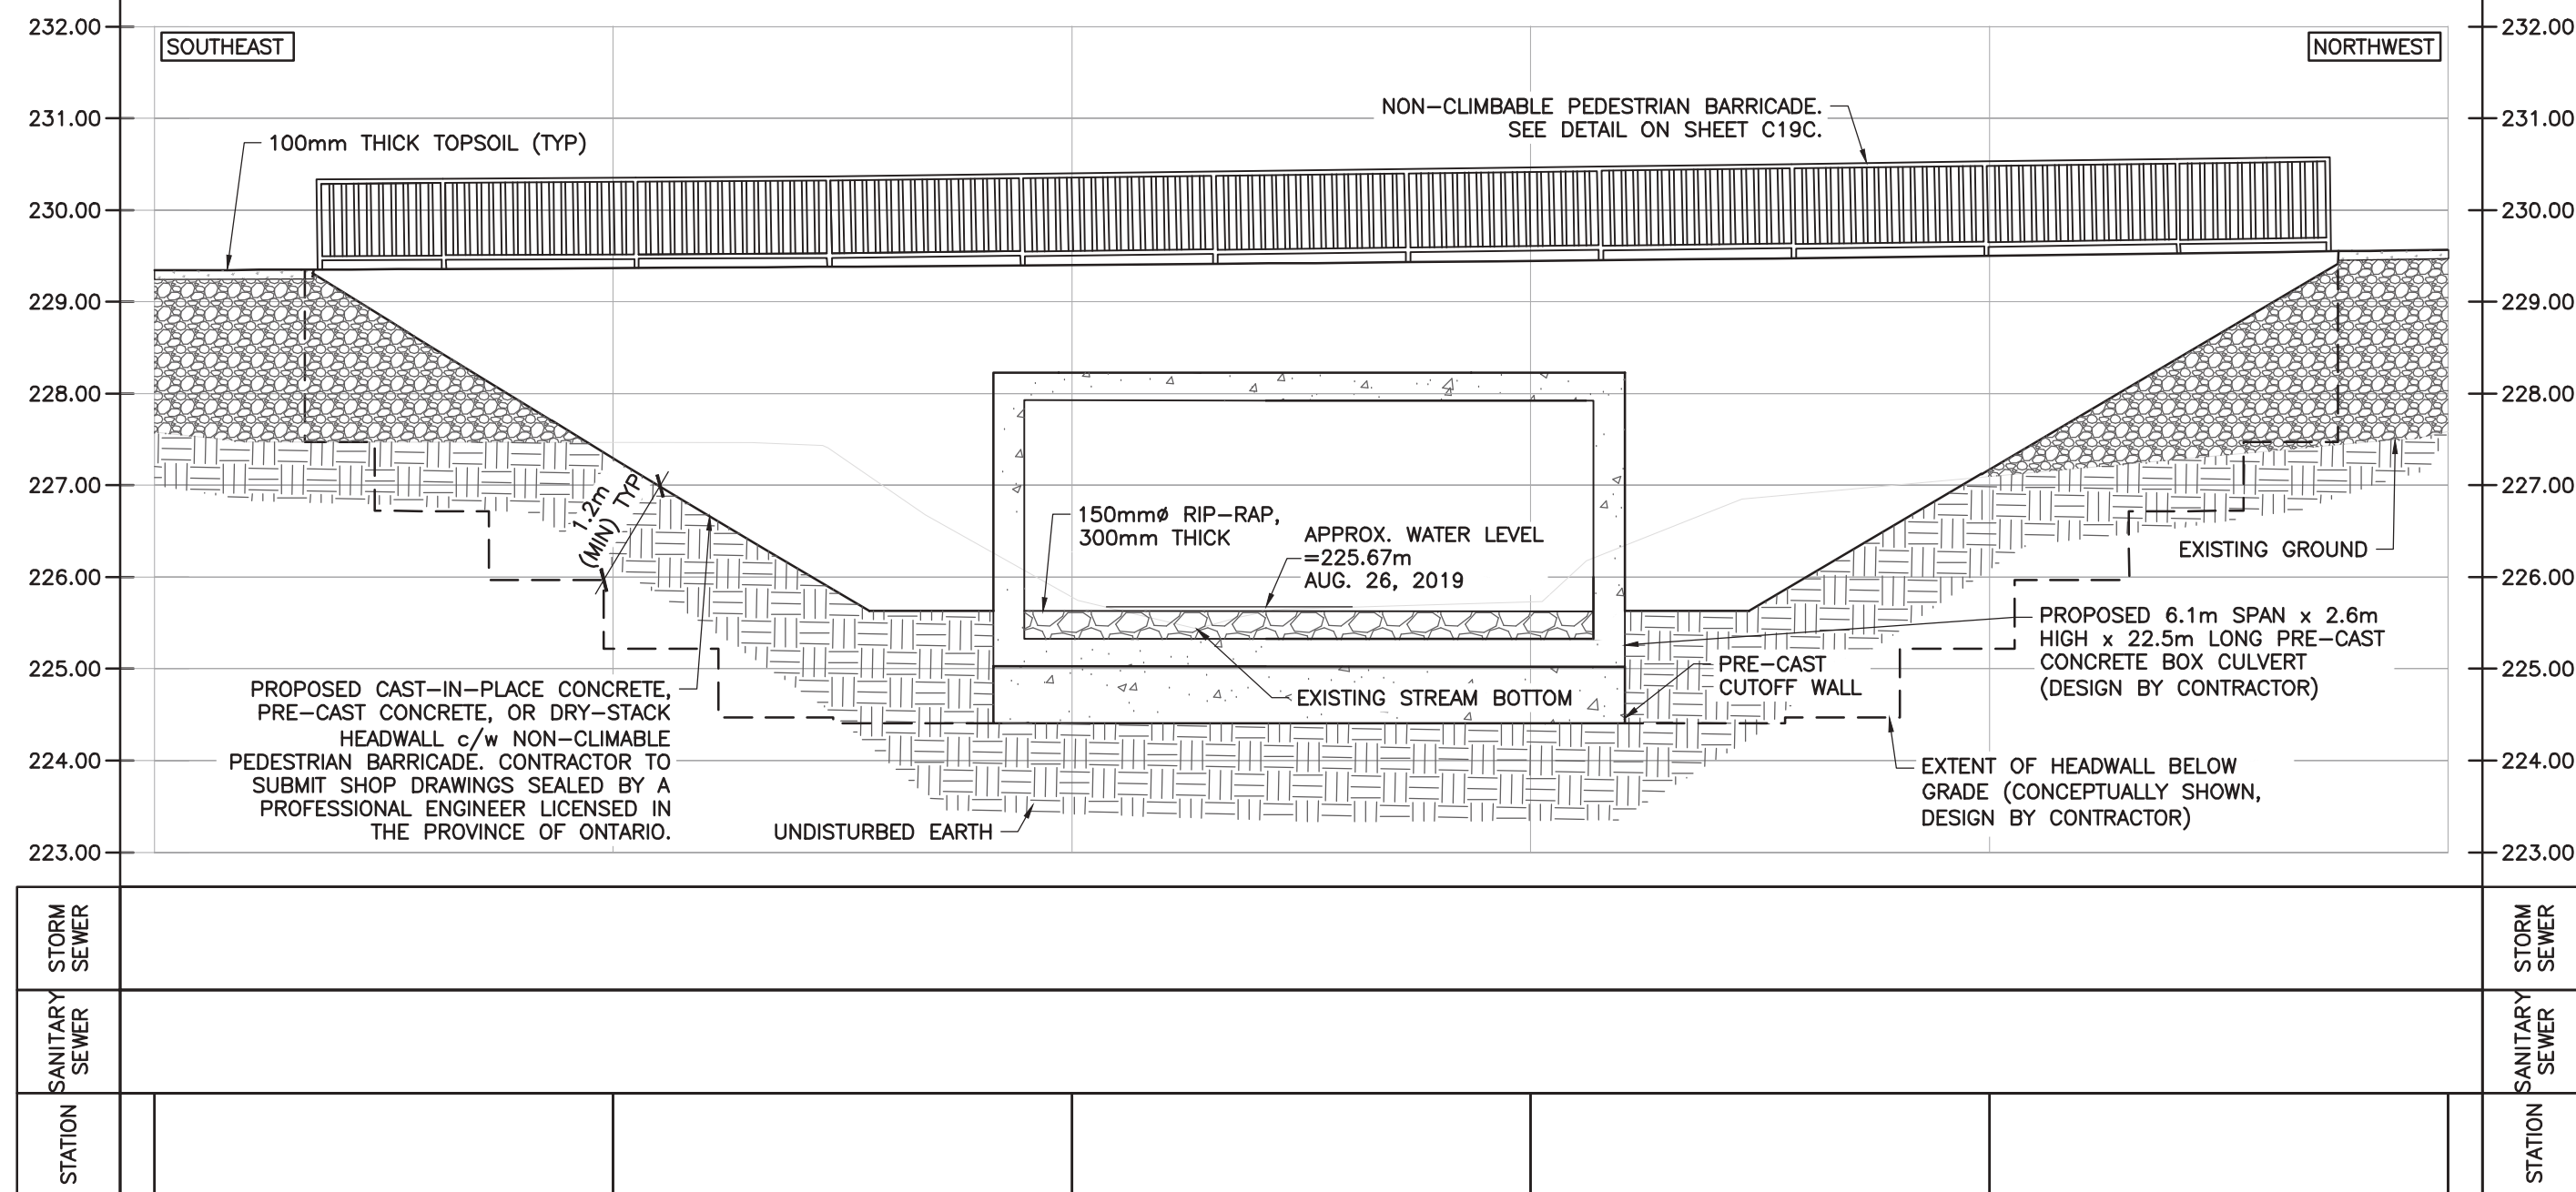 232.00
231.00
230.00
229.00
228.00
227.00
226.00
225.00
224.00
223.00
SOUTHEAST
NORTHWEST
232.00
231.00
230.00
229.00
228.00
227.00
226.00
225.00
224.00
223.00
100mm THICK TOPSOIL (TYP)
NON-CLIMBABLE PEDESTRIAN BARRICADE.
SEE DETAIL ON SHEET C19C.
1.2m
(MIN) TYP
150mmø RIP-RAP,
300mm THICK
APPROX. WATER LEVEL
=225.67m
AUG. 26, 2019
EXISTING GROUND
PROPOSED 6.1m SPAN x 2.6m
HIGH x 22.5m LONG PRE-CAST
CONCRETE BOX CULVERT
(DESIGN BY CONTRACTOR)
PRE-CAST
CUTOFF WALL
EXISTING STREAM BOTTOM
PROPOSED CAST-IN-PLACE CONCRETE,
PRE-CAST CONCRETE, OR DRY-STACK
HEADWALL c/w NON-CLIMABLE
PEDESTRIAN BARRICADE. CONTRACTOR TO
SUBMIT SHOP DRAWINGS SEALED BY A
PROFESSIONAL ENGINEER LICENSED IN
THE PROVINCE OF ONTARIO.
UNDISTURBED EARTH
EXTENT OF HEADWALL BELOW
GRADE (CONCEPTUALLY SHOWN,
DESIGN BY CONTRACTOR)
STORM
SEWER
STORM
SEWER
SANITARY
SEWER
SANITARY
SEWER
STATION
STATION